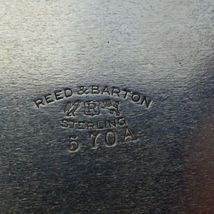 REED & BARTON
R
STERLING
570A